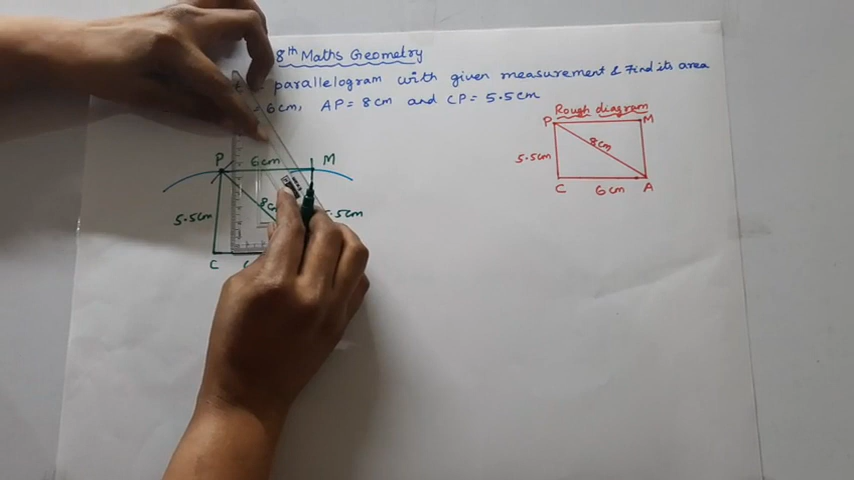 8th Maths Geometry
parallelogram with given measurement & Find its area
= 6cm, AP= 8cm and CP= 5.5cm
Rough diagram
P M
8cm
5.5cm
C 6cm A
P 6cm M
5.5cm 8c 5cm
C